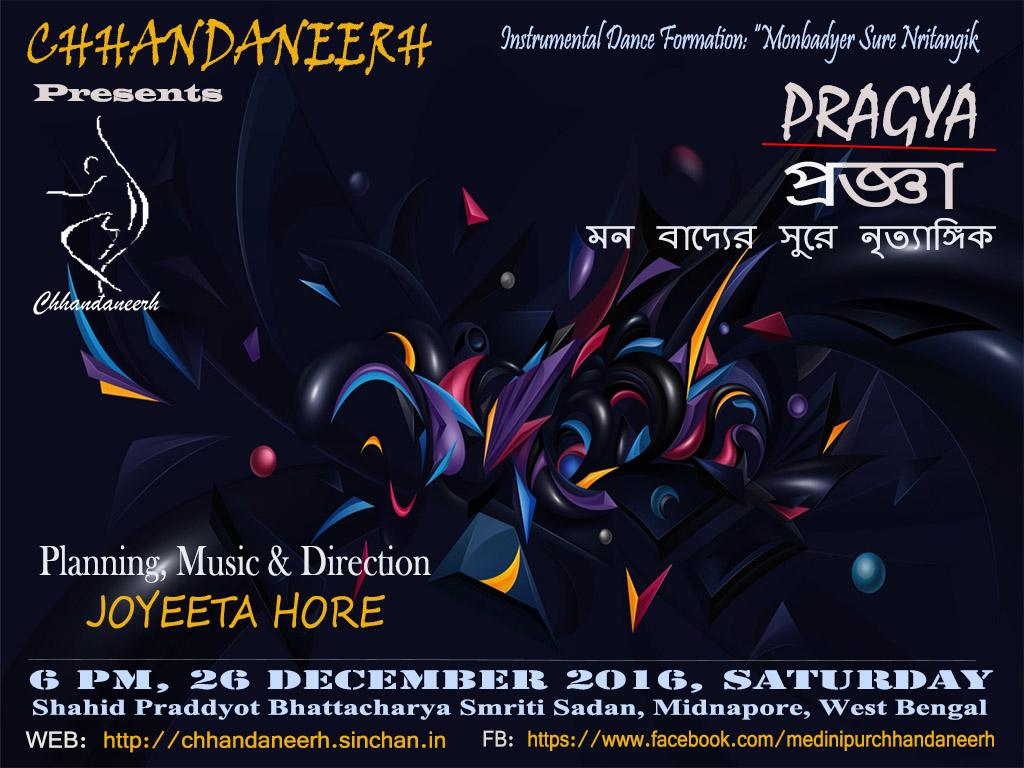 CHHANDANEERH
Presents
Chhandaneerh
Instrumental Dance Formation: "Monbadyer Sure Nritangik
PRAGYA
প্রজ্ঞা
মন বাদ্যের সুরে নৃত্যাঙ্গিক
Planning, Music & Direction
JOYEETA HORE
6 PM, 26 DECEMBER 2016, SATURDAY
Shahid Praddyot Bhattacharya Smriti Sadan, Midnapore, West Bengal
WEB: http://chhandaneerh.sinchan.in FB: https://www.facebook.com/medinipurchhandaneerh